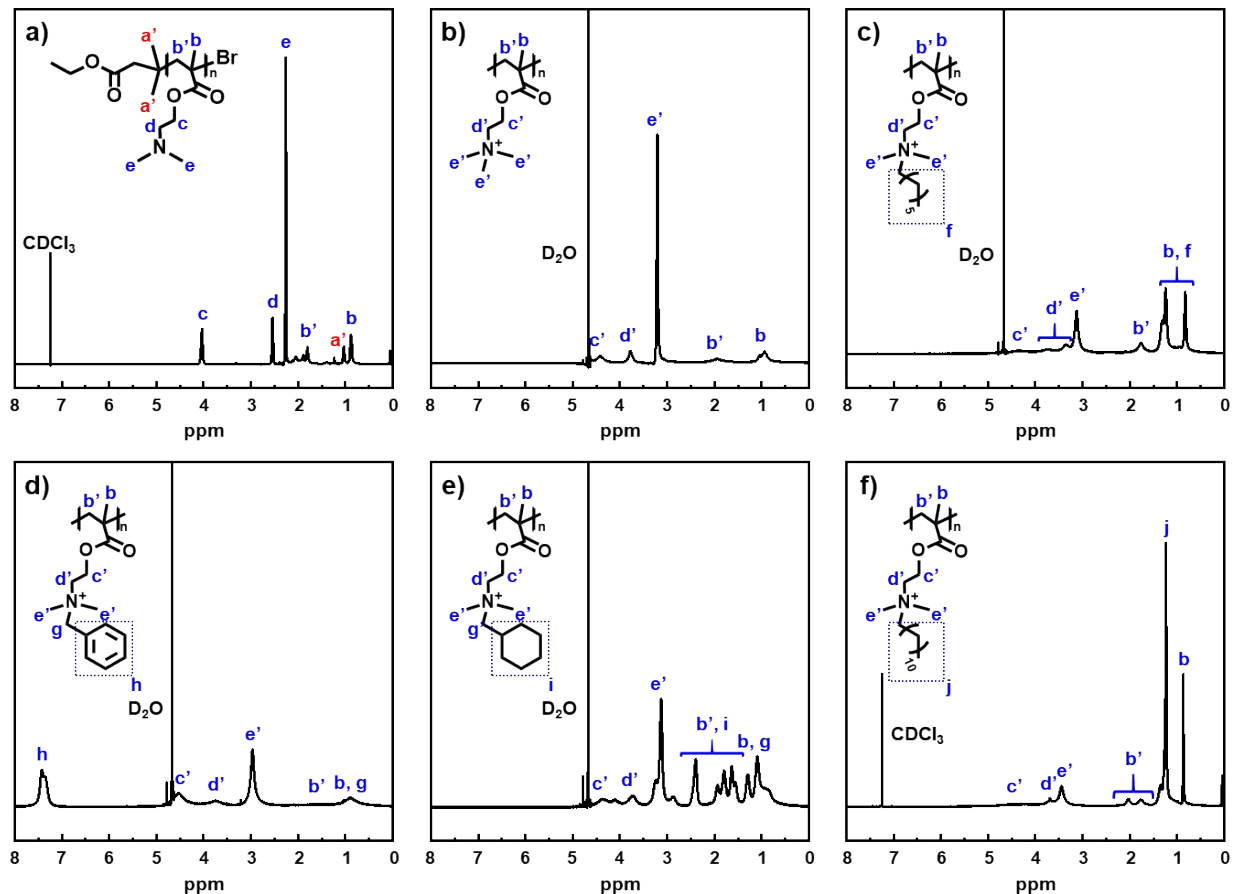 a)
a' b' b
Br
n
O
O
O
a'
d c
N
e e
e
CDCl3
c
d
b'
a'
b
8 7 6 5 4 3 2 1 0
ppm
b)
b' b
n
O
O
d' c'
N+
e' e'
e'
e'
D2O
c' d' b' b
8 7 6 5 4 3 2 1 0
ppm
c)
b' b
n
O
O
d' c'
N+
e' e'
5
f
D2O
b, f
c' d' e' b'
8 7 6 5 4 3 2 1 0
ppm
d)
b' b
n
O
O
d' c'
N+
e' e'
g
h
D2O
h
c' d' e' b' b, g
8 7 6 5 4 3 2 1 0
ppm
e)
b' b
n
O
O
d' c'
N+
e' e'
g
i
D2O
e'
b', i
b, g
c' d'
8 7 6 5 4 3 2 1 0
ppm
f)
b' b
n
O
O
d' c'
N+
e' e'
10
j
j
b
CDCl3
c' d' e' b'
8 7 6 5 4 3 2 1 0
ppm